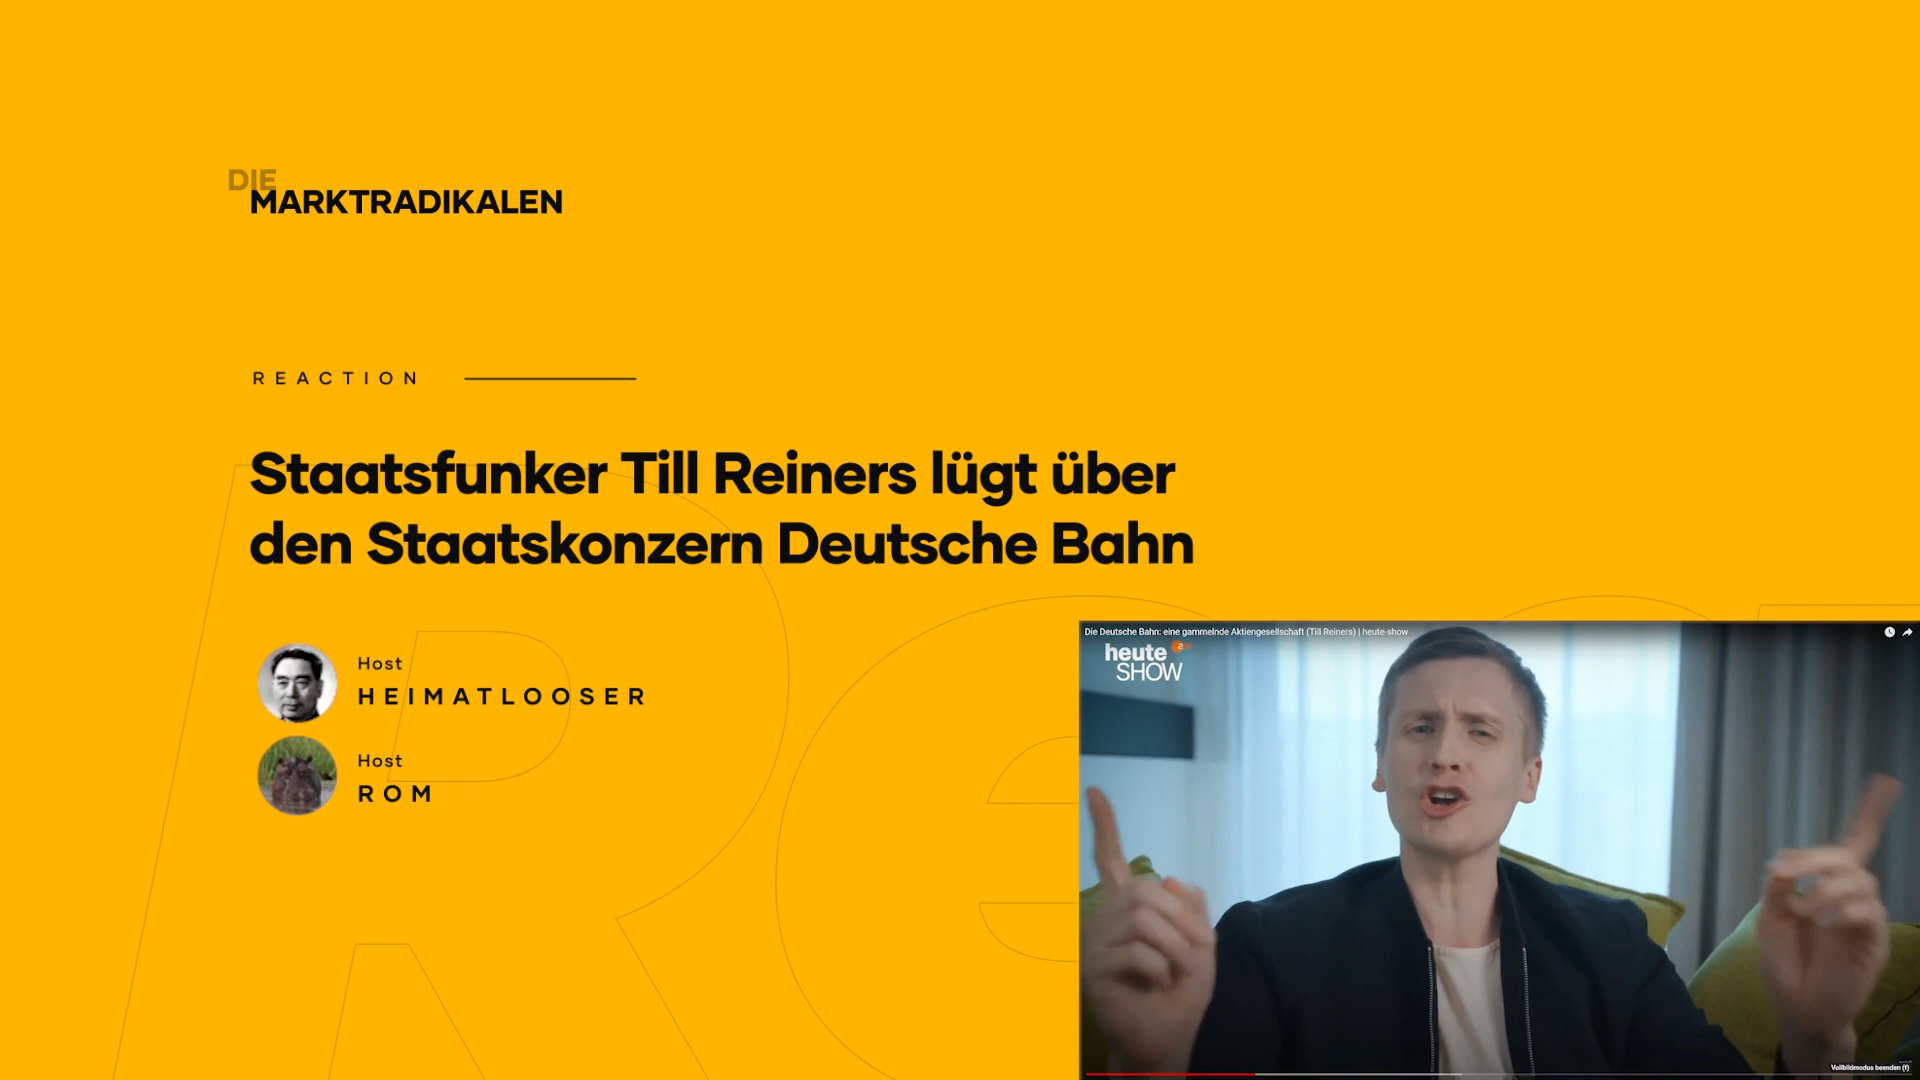 DIE
MARKTRADIKALEN
REACTION
Staatsfunker Till Reiners lügt über
den Staatskonzern Deutsche Bahn
Host
HEIMATLOOSER
Host
ROM
Die Deutsche Bahn: eine gammelnde Aktiengesellschaft (Till Reiners) | heute-show
heute
SHOW
Vollbildmodus beenden (f)